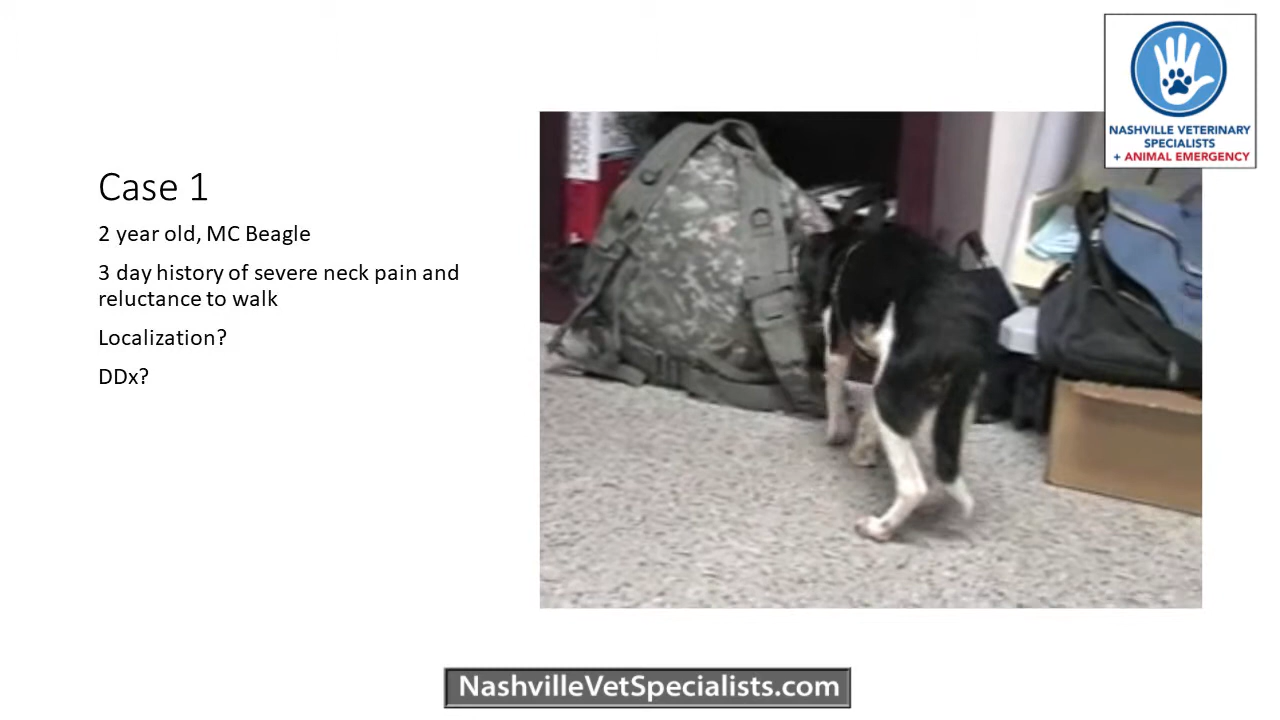 NASHVILLE VETERINARY
SPECIALISTS
+ ANIMAL EMERGENCY
Case 1
2 year old, MC Beagle
3 day history of severe neck pain and
reluctance to walk
Localization?
DDx?
NashvilleVetSpecialists.com